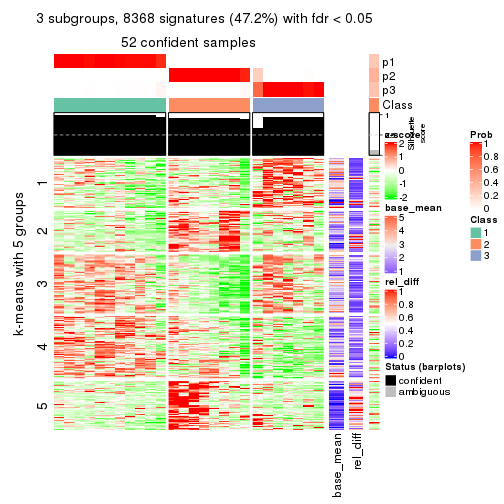 3 subgroups, 8368 signatures (47.2%) with fdr < 0.05
52 confident samples
p1
p2
p3
Class
1
Silhouette
score
z-score
2
1
0
-1
-2
Prob
1
0.8
0.6
0.4
0.2
0
base_mean
5
4
3
2
1
Class
1
2
3
rel_diff
1
0.8
0.6
0.4
0.2
0
Status (barplots)
confident
ambiguous
k-means with 5 groups
1
2
3
4
5
base_mean
rel_diff